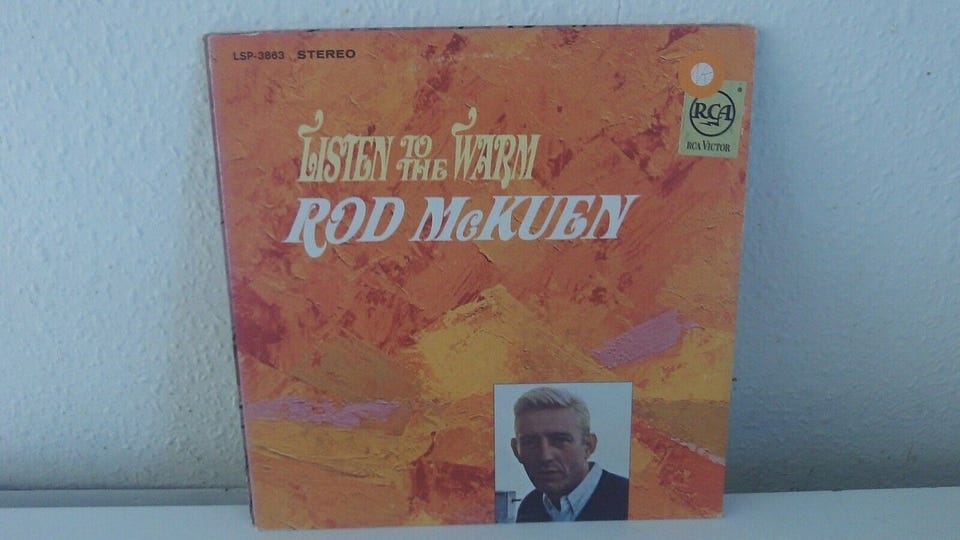 LSP-3863 STEREO
RCA
RCA VICTOR
LISTEN TO THE WARM
ROD McKUEN